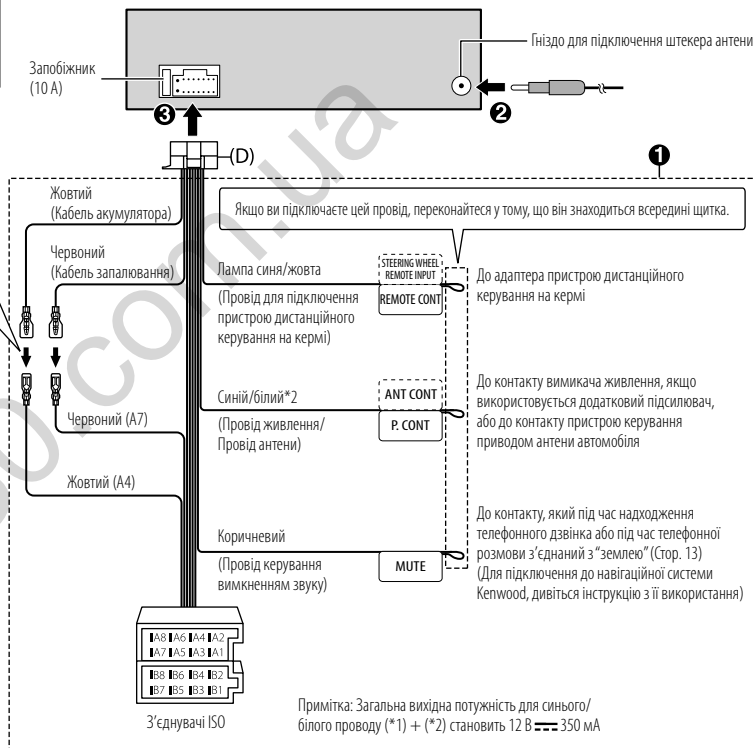 Гніздо для підключення штекера антени
Запобіжник
(10 А)
❸
❷
(D)
❶
Жовтий
(Кабель акумулятора)
Якщо ви підключаєте цей провід, переконайтеся у тому, що він знаходиться всередині щитка.
Червоний
(Кабель запалювання)
Лампа синя/жовта
(Провід для підключення
пристрою дистанційного
керування на кермі)
STEERING WHEEL
REMOTE INPUT
REMOTE CONT
До адаптера пристрою дистанційного
керування на кермі
Синій/білий*2
(Провід живлення/
Провід антени)
ANT CONT
P. CONT
До контакту вимикача живлення, якщо
використовується додатковий підсилювач,
або до контакту пристрою керування
приводом антени автомобіля
Червоний (A7)
Жовтий (A4)
Коричневий
(Провід керування
вимкненням звуку)
MUTE
До контакту, який під час надходження
телефонного дзвінка або під час телефонної
розмови з’єднаний з “землею” (Стор. 13)
(Для підключення до навігаційної системи
Kenwood, дивіться інструкцію з її використання)
A8 A6 A4 A2
A7 A5 A3 A1
B8 B6 B4 B2
B7 B5 B3 B1
З’єднувачі ISO
Примітка: Загальна вихідна потужність для синього/
білого проводу (*1) + (*2) становить 12 В ⎓ 350 мА
.com.ua